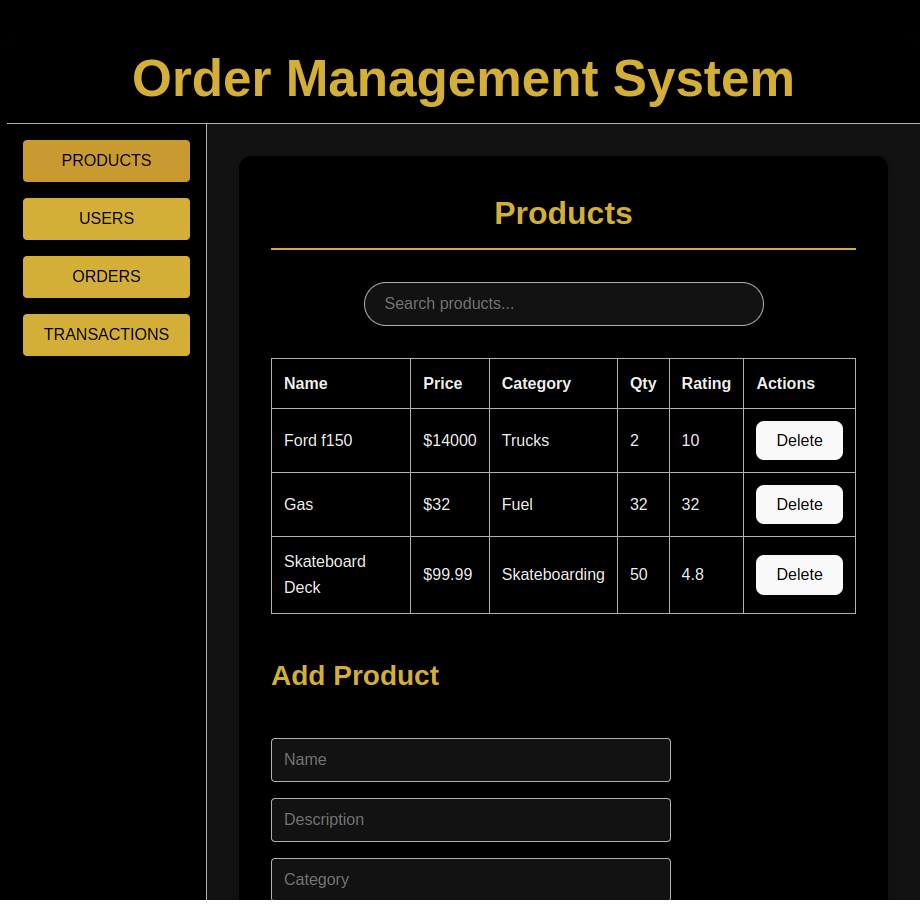 Order Management System
PRODUCTS
USERS
ORDERS
TRANSACTIONS
Products
Search products...
Name Price Category Qty Rating Actions
Ford f150 $14000 Trucks 2 10 Delete
Gas $32 Fuel 32 32 Delete
Skateboard
Deck $99.99 Skateboarding 50 4.8 Delete
Add Product
Name
Description
Category